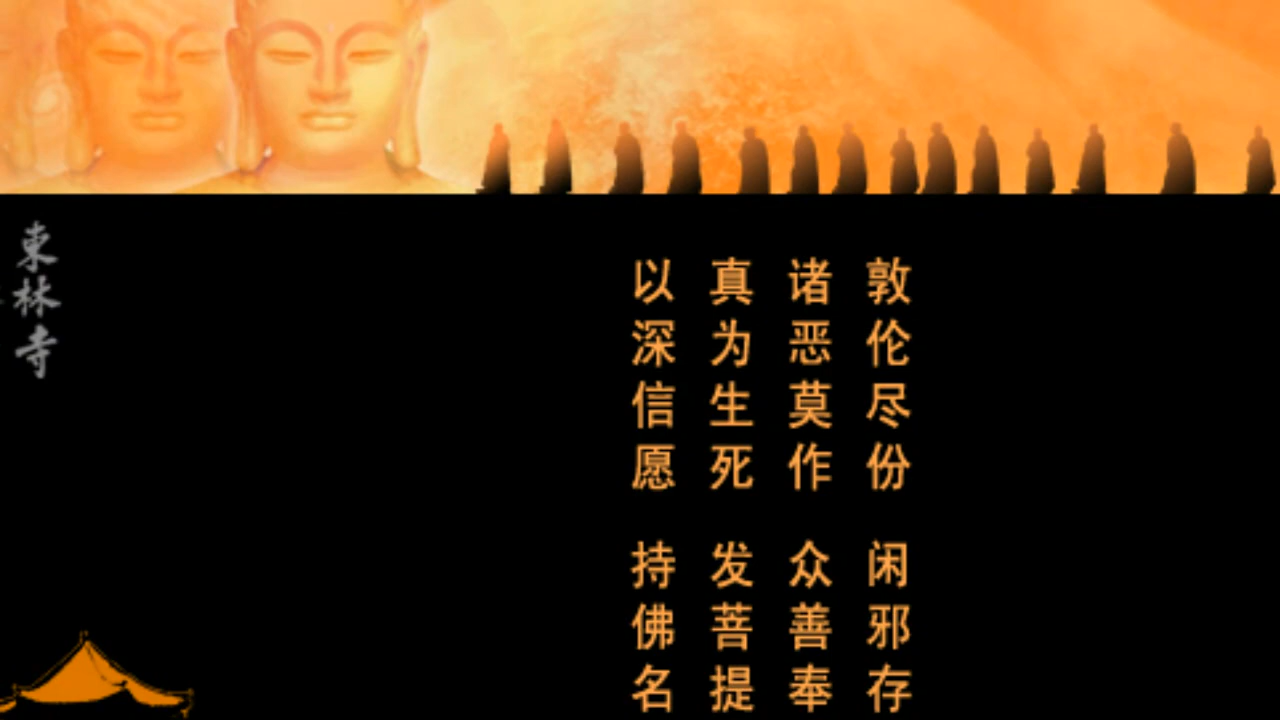 敦伦尽份 闲邪存
诸恶莫作 众善奉
真为生死 发菩提
以深信愿 持佛名
東林寺